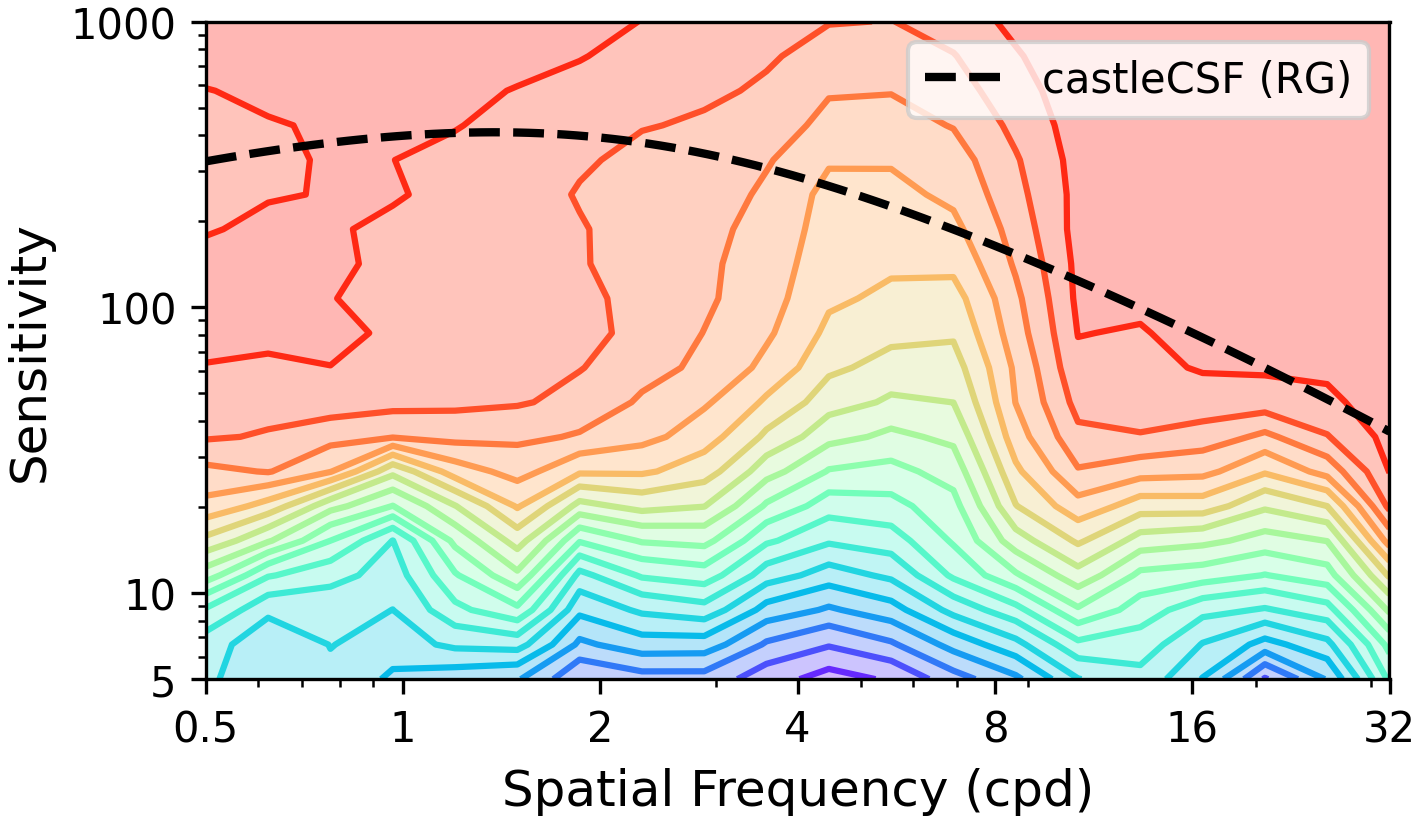 1000
100
10
5
Sensitivity
castleCSF (RG)
0.5 1 2 4 8 16 32
Spatial Frequency (cpd)